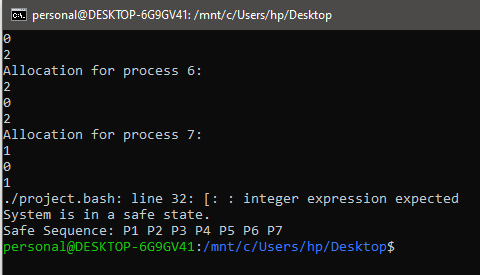 personal@DESKTOP-6G9GV41: /mnt/c/Users/hp/Desktop
0
2
Allocation for process 6:
2
0
2
Allocation for process 7:
1
0
1
./project.bash: line 32: [: : integer expression expected
System is in a safe state.
Safe Sequence: P1 P2 P3 P4 P5 P6 P7
personal@DESKTOP-6G9GV41:/mnt/c/Users/hp/Desktop$